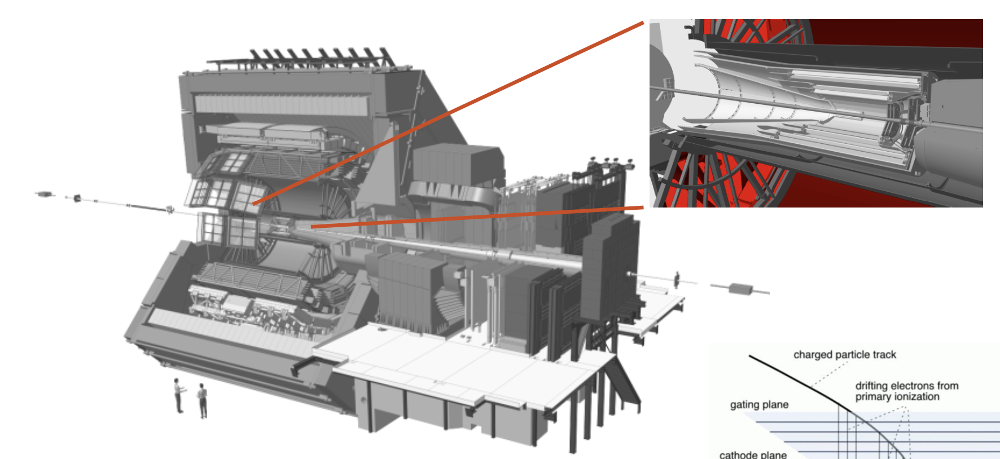 charged particle track
drifting electrons from
primary ionization
gating plane
cathode plane